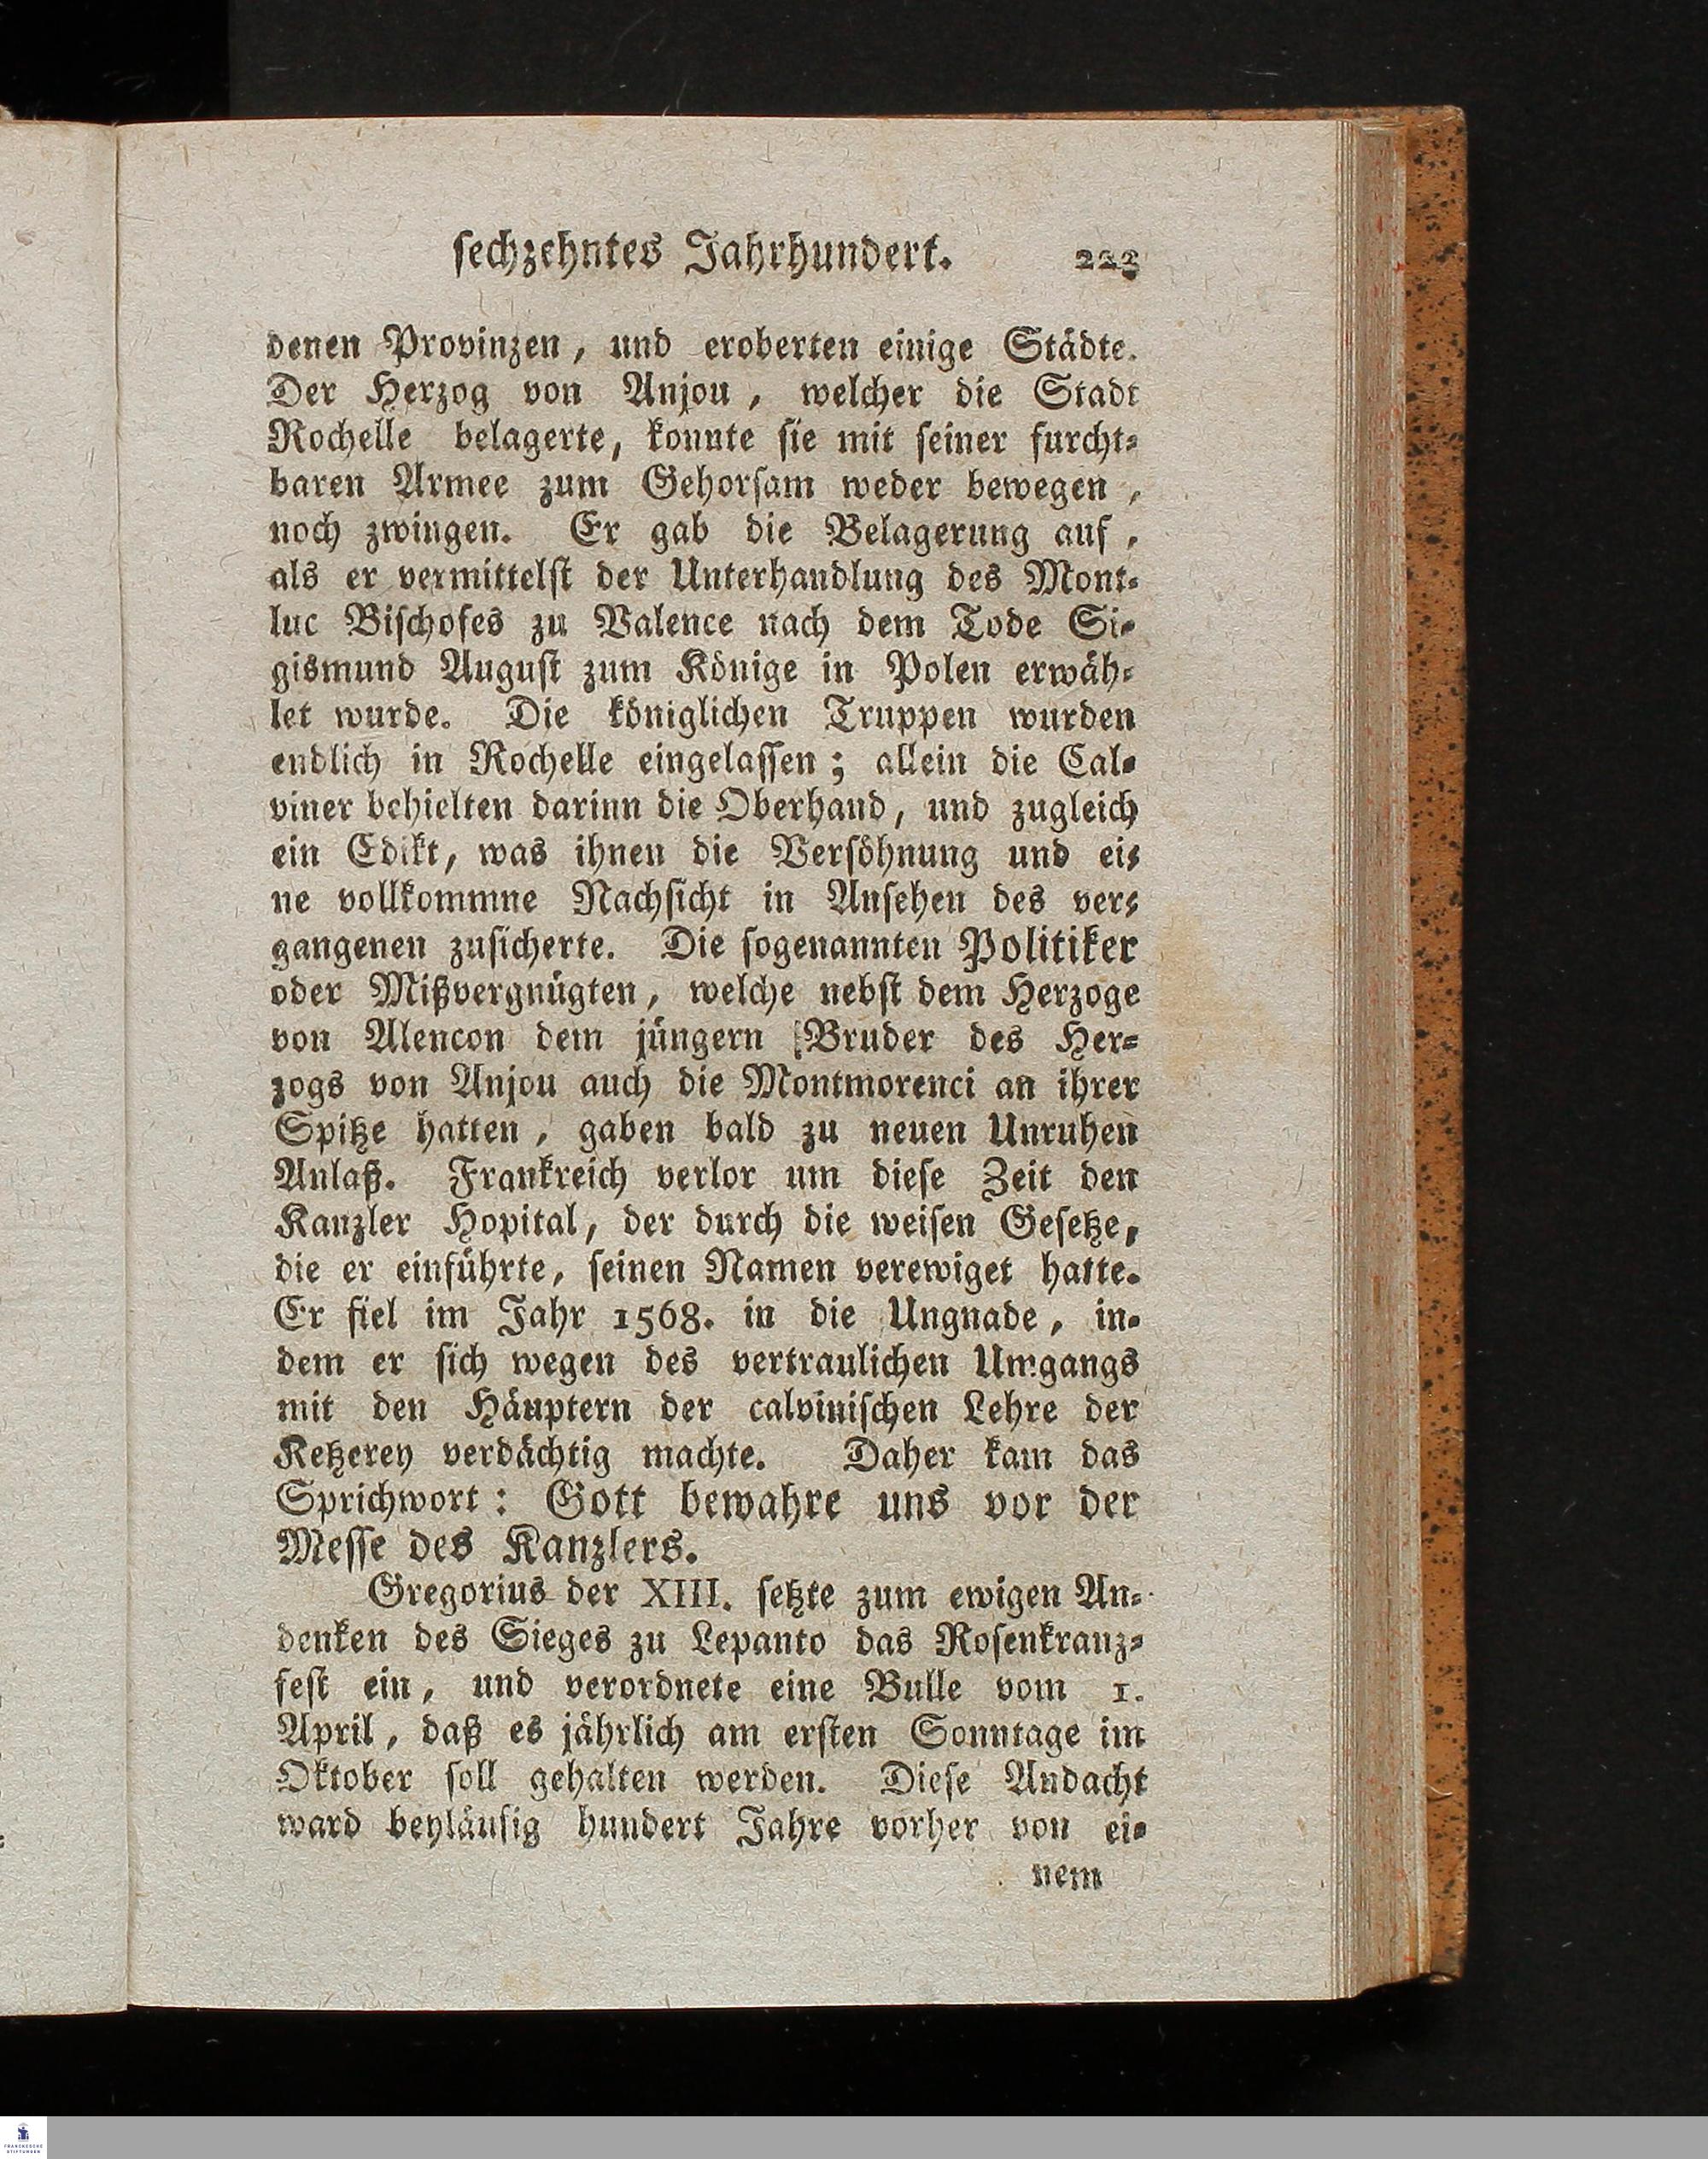 sechzehntes Jahrhundert. 223
denen Provinzen, und eroberten einige Städte.
Der Herzog von Anjou, welcher die Stadt
Rochelle belagerte, konnte sie mit seiner furcht-
baren Armee zum Gehorsam weder bewegen,
noch zwingen. Er gab die Belagerung auf,
als er vermittelst der Unterhandlung des Mont-
luc Bischofes zu Valence nach dem Tode Si-
gismund August zum Könige in Polen erwäh-
let wurde. Die königlichen Truppen wurden
endlich in Rochelle eingelassen; allein die Cal-
viner behielten darinn die Oberhand, und zugleich
ein Edikt, was ihnen die Versöhnung und ei-
ne vollkommne Nachsicht in Ansehen des ver-
gangenen zusicherte. Die sogenannten Politiker
oder Mißvergnügten, welche nebst dem Herzoge
von Alencon dem jüngern Bruder des Her-
zogs von Anjou auch die Montmorenci an ihrer
Spitze hatten, gaben bald zu neuen Unruhen
Anlaß. Frankreich verlor um diese Zeit den
Kanzler Hopital, der durch die weisen Gesetze,
die er einführte, seinen Namen verewiget hatte.
Er fiel im Jahr 1568. in die Ungnade, in-
dem er sich wegen des vertraulichen Umgangs
mit den Häuptern der calvinischen Lehre der
Ketzerey verdächtig machte. Daher kam das
Sprichwort: Gott bewahre uns vor der
Messe des Kanzlers.
Gregorius der XIII. setzte zum ewigen An-
denken des Sieges zu Lepanto das Rosenkranz-
fest ein, und verordnete eine Bulle vom 1.
April, daß es jährlich am ersten Sonntage im
Oktober soll gehalten werden. Diese Andacht
ward beyläufig hundert Jahre vorher von ei-
nem
FRANCKESCHE
STIFTUNGEN